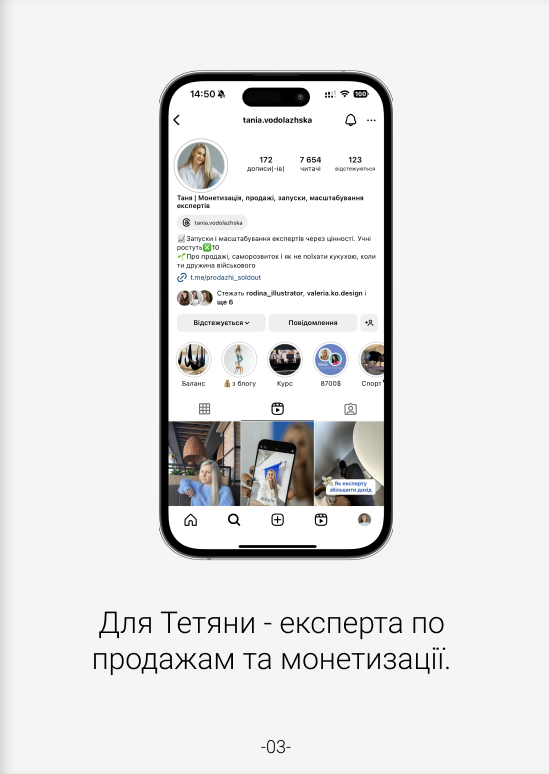 14:50
100
tania.vodolazhska
172
7 654
123
дописи(-ів)
читачі
відстежуються
Таня | Монетизація, продажі, запуски, масштабування
експертів
tania.vodolazhska
📈Запуски і масштабування експертів через цінності. Учні
ростуть❎10
🌱Про продажі, саморозвиток і як не поїхати кукухою, коли
ти дружина військового
t.me/prodazhi_soldout
Стежать rodina_illustrator, valeria.ko.design і
ще 6
Відстежується
Повідомлення
Баланс
💰з блогу
Курс
8700$
Спорт
Як експерту
збільшити дохід
Для Тетяни - експерта по
продажам та монетизації.
-03-